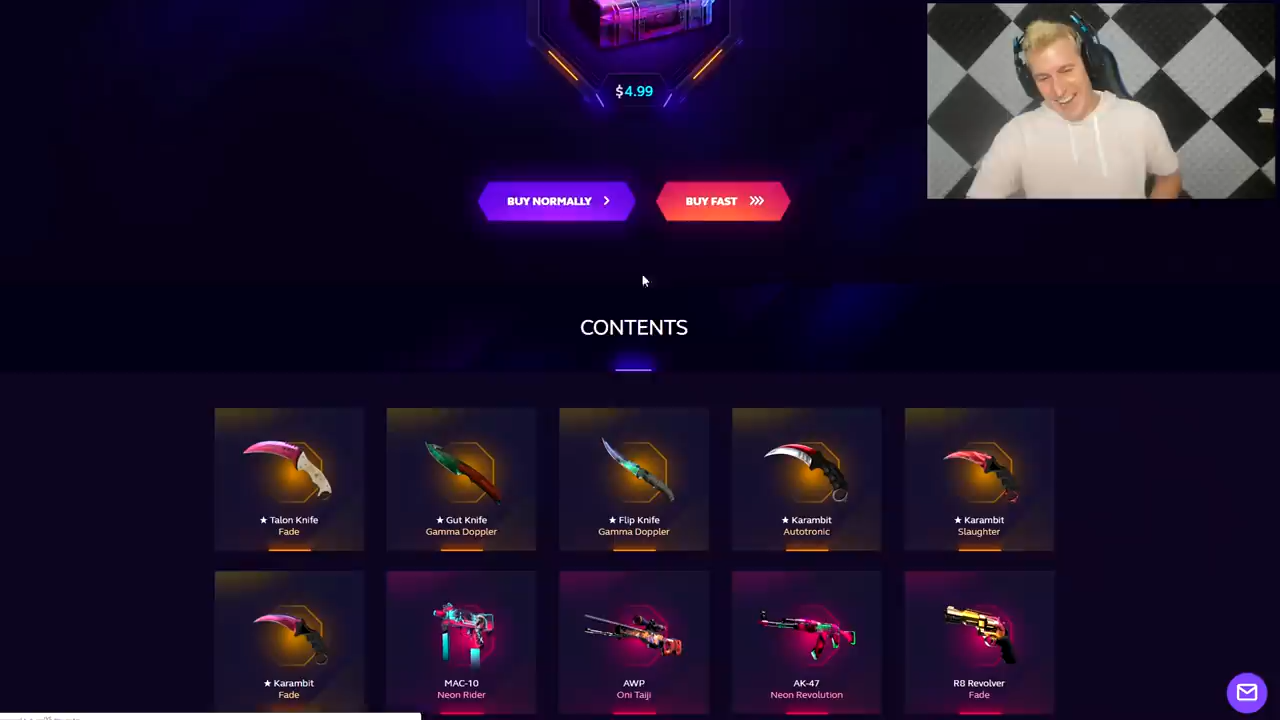 $4.99
BUY NORMALLY
BUY FAST
CONTENTS
★ Talon Knife
Fade
★ Gut Knife
Gamma Doppler
★ Flip Knife
Gamma Doppler
★ Karambit
Autotronic
★ Karambit
Slaughter
★ Karambit
Fade
MAC-10
Neon Rider
AWP
Oni Taiji
AK-47
Neon Revolution
R8 Revolver
Fade